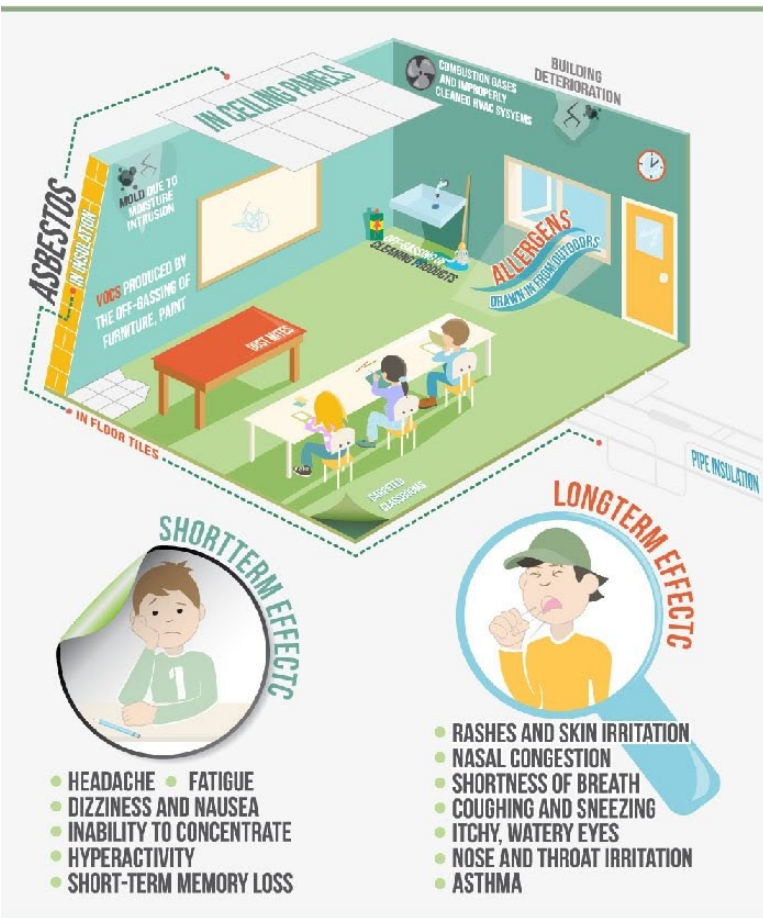 IN CEILING PANELS
COMBUSTION GASES
AND IMPROPERLY
CLEANED HVAC SYSYEMS
BUILDING
DETERIORATION
ASBESTOS
IN INSULATION
MOLD DUE TO
MOISTURE
INTRUSION
VOCS PRODUCED BY
THE OFF-GASSING OF
FURNITURE, PAINT
OFF-GASSING OF
CLEANING PRODUCTS
ALLERGENS
DRAWN IN FROM OUTDOORS
DUST MITES
IN FLOOR TILES
CARPETED
CLASSROOMS
PIPE INSULATION
SHORTTERM EFFECTC
1
HEADACHE • FATIGUE
DIZZINESS AND NAUSEA
INABILITY TO CONCENTRATE
HYPERACTIVITY
SHORT-TERM MEMORY LOSS
LONGTERM EFFECTC
RASHES AND SKIN IRRITATION
NASAL CONGESTION
SHORTNESS OF BREATH
COUGHING AND SNEEZING
ITCHY, WATERY EYES
NOSE AND THROAT IRRITATION
ASTHMA